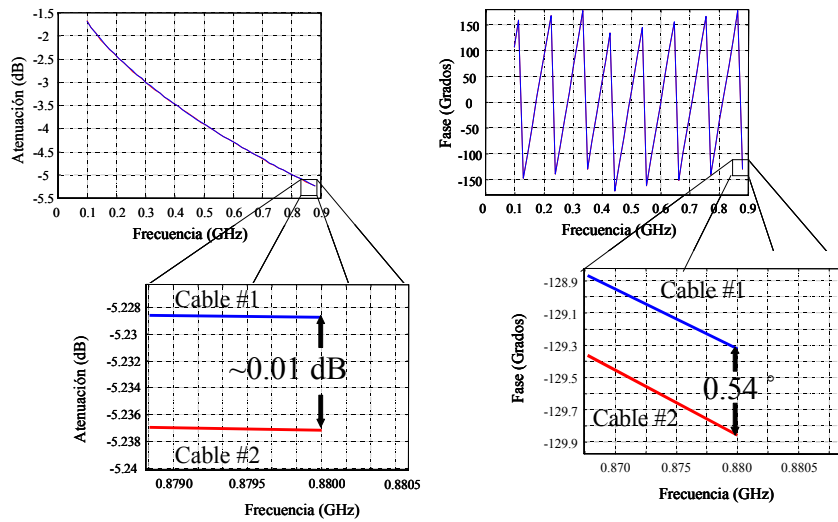 -1.5
-2
-2.5
-3
-3.5
-4
-4.5
-5
-5.5
Atenuación (dB)
0 0.1 0.2 0.3 0.4 0.5 0.6 0.7 0.8 0.9
Frecuencia (GHz)
150
100
50
0
-50
-100
-150
Fase (Grados)
0 0.1 0.2 0.3 0.4 0.5 0.6 0.7 0.8 0.9
Frecuencia (GHz)
-5.228
-5.23
-5.232
-5.234
-5.236
-5.238
-5.24
Atenuación (dB)
Cable #1
~0.01 dB
Cable #2
0.8790 0.8795 0.8800 0.8805
Frecuencia (GHz)
-128.9
-129.1
-129.3
-129.5
-129.7
-129.9
Fase (Grados)
Cable #1
0.54 °
Cable #2
0.870 0.875 0.880 0.8805
Frecuencia (GHz)